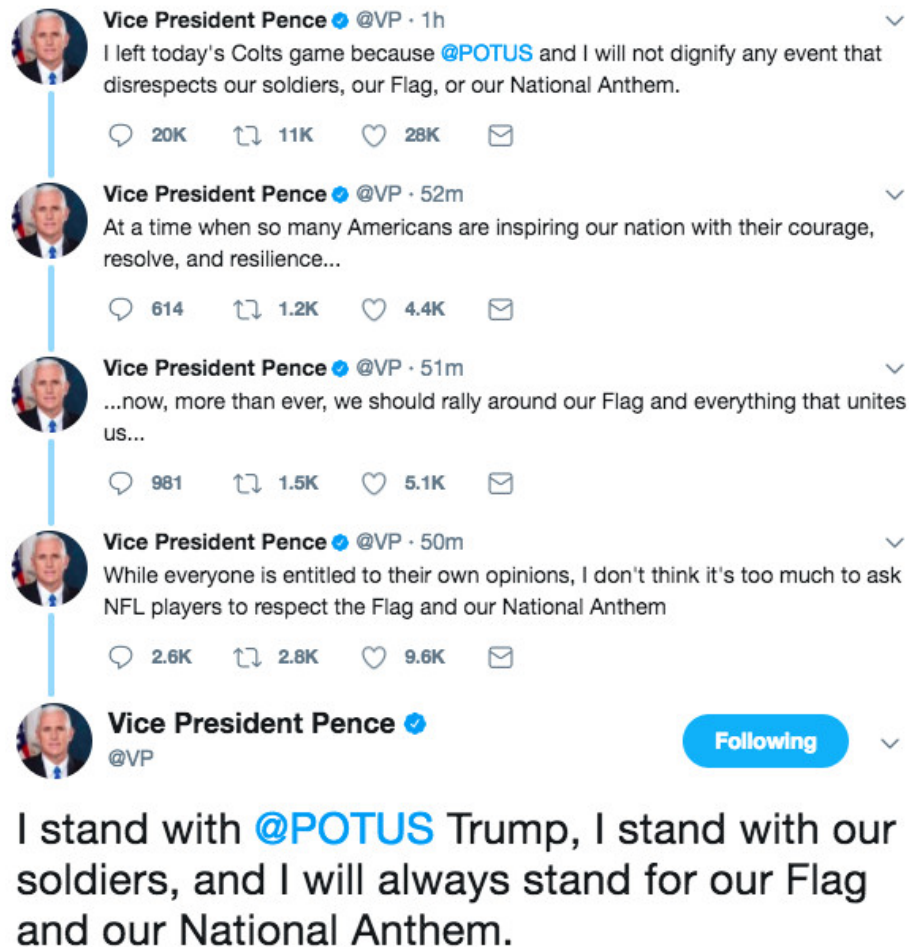 Vice President Pence @VP · 1h
I left today's Colts game because @POTUS and I will not dignify any event that
disrespects our soldiers, our Flag, or our National Anthem.
20K 11K 28K
Vice President Pence @VP · 52m
At a time when so many Americans are inspiring our nation with their courage,
resolve, and resilience...
614 1.2K 4.4K
Vice President Pence @VP · 51m
...now, more than ever, we should rally around our Flag and everything that unites
us...
981 1.5K 5.1K
Vice President Pence @VP · 50m
While everyone is entitled to their own opinions, I don't think it's too much to ask
NFL players to respect the Flag and our National Anthem
2.6K 2.8K 9.6K
Vice President Pence
@VP
Following
I stand with @POTUS Trump, I stand with our
soldiers, and I will always stand for our Flag
and our National Anthem.